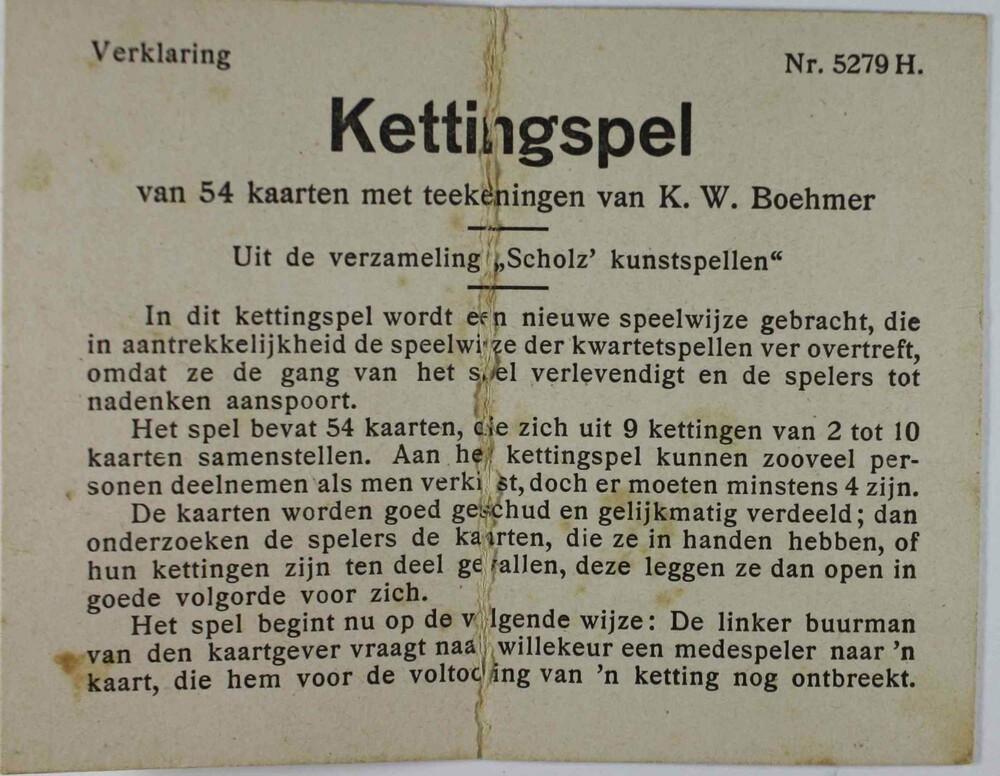 Verklaring
Nr. 5279 H.
Kettingspel
van 54 kaarten met teekeningen van K. W. Boehmer
Uit de verzameling „Scholz’ kunstspellen“
In dit kettingspel wordt een nieuwe speelwijze gebracht, die
in aantrekkelijkheid de speelwijze der kwartetspellen ver overtreft,
omdat ze de gang van het spel verlevendigt en de spelers tot
nadenken aanspoort.
Het spel bevat 54 kaarten, die zich uit 9 kettingen van 2 tot 10
kaarten samenstellen. Aan het kettingspel kunnen zooveel per-
sonen deelnemen als men verkiest, doch er moeten minstens 4 zijn.
De kaarten worden goed geschud en gelijkmatig verdeeld; dan
onderzoeken de spelers de kaarten, die ze in handen hebben, of
hun kettingen zijn ten deel gevallen, deze leggen ze dan open in
goede volgorde voor zich.
Het spel begint nu op de volgende wijze: De linker buurman
van den kaartgever vraagt naar willekeur een medespeler naar ’n
kaart, die hem voor de voltooiing van ’n ketting nog ontbreekt.